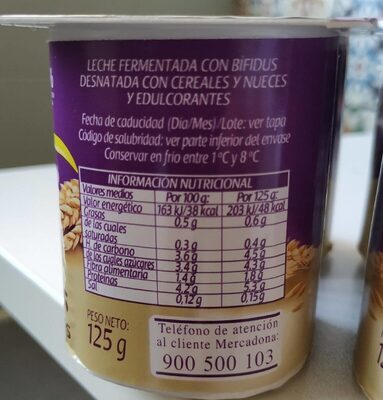 LECHE FERMENTADA CON BÍFIDUS
DESNATADA CON CEREALES Y NUECES
Y EDULCORANTES
Fecha de caducidad (Día/Mes)/Lote: ver tapa
Código de salubridad: ver parte inferior del envase
Conservar en frío entre 1°C y 8°C
INFORMACIÓN NUTRICIONAL
Valores medios Por 100 g: Por 125 g:
Valor energético 163 kJ/38 kcal 203 kJ/48 kcal
Grasas 0,5 g 0,6 g
de las cuales
saturadas 0,3 g 0,4 g
H. de carbono 3,6 g 4,5 g
de los cuales azúcares 3,4 g 4,3 g
Fibra alimentaria 1,4 g 1,8 g
Proteínas 4,2 g 5,3 g
Sal 0,12 g 0,15 g
PESO NETO:
125 g
Teléfono de atención
al cliente Mercadona:
900 500 103